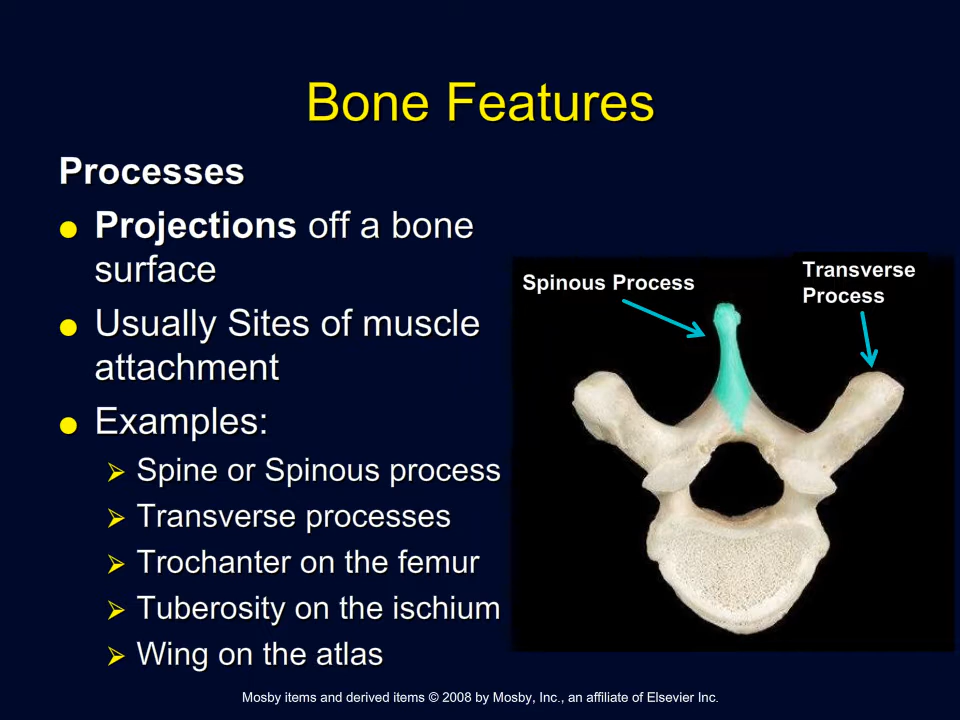 Bone Features
Processes
● Projections off a bone
surface
● Usually Sites of muscle
attachment
● Examples:
➢ Spine or Spinous process
➢ Transverse processes
➢ Trochanter on the femur
➢ Tuberosity on the ischium
➢ Wing on the atlas
Spinous Process
Transverse
Process
Mosby items and derived items © 2008 by Mosby, Inc., an affiliate of Elsevier Inc.